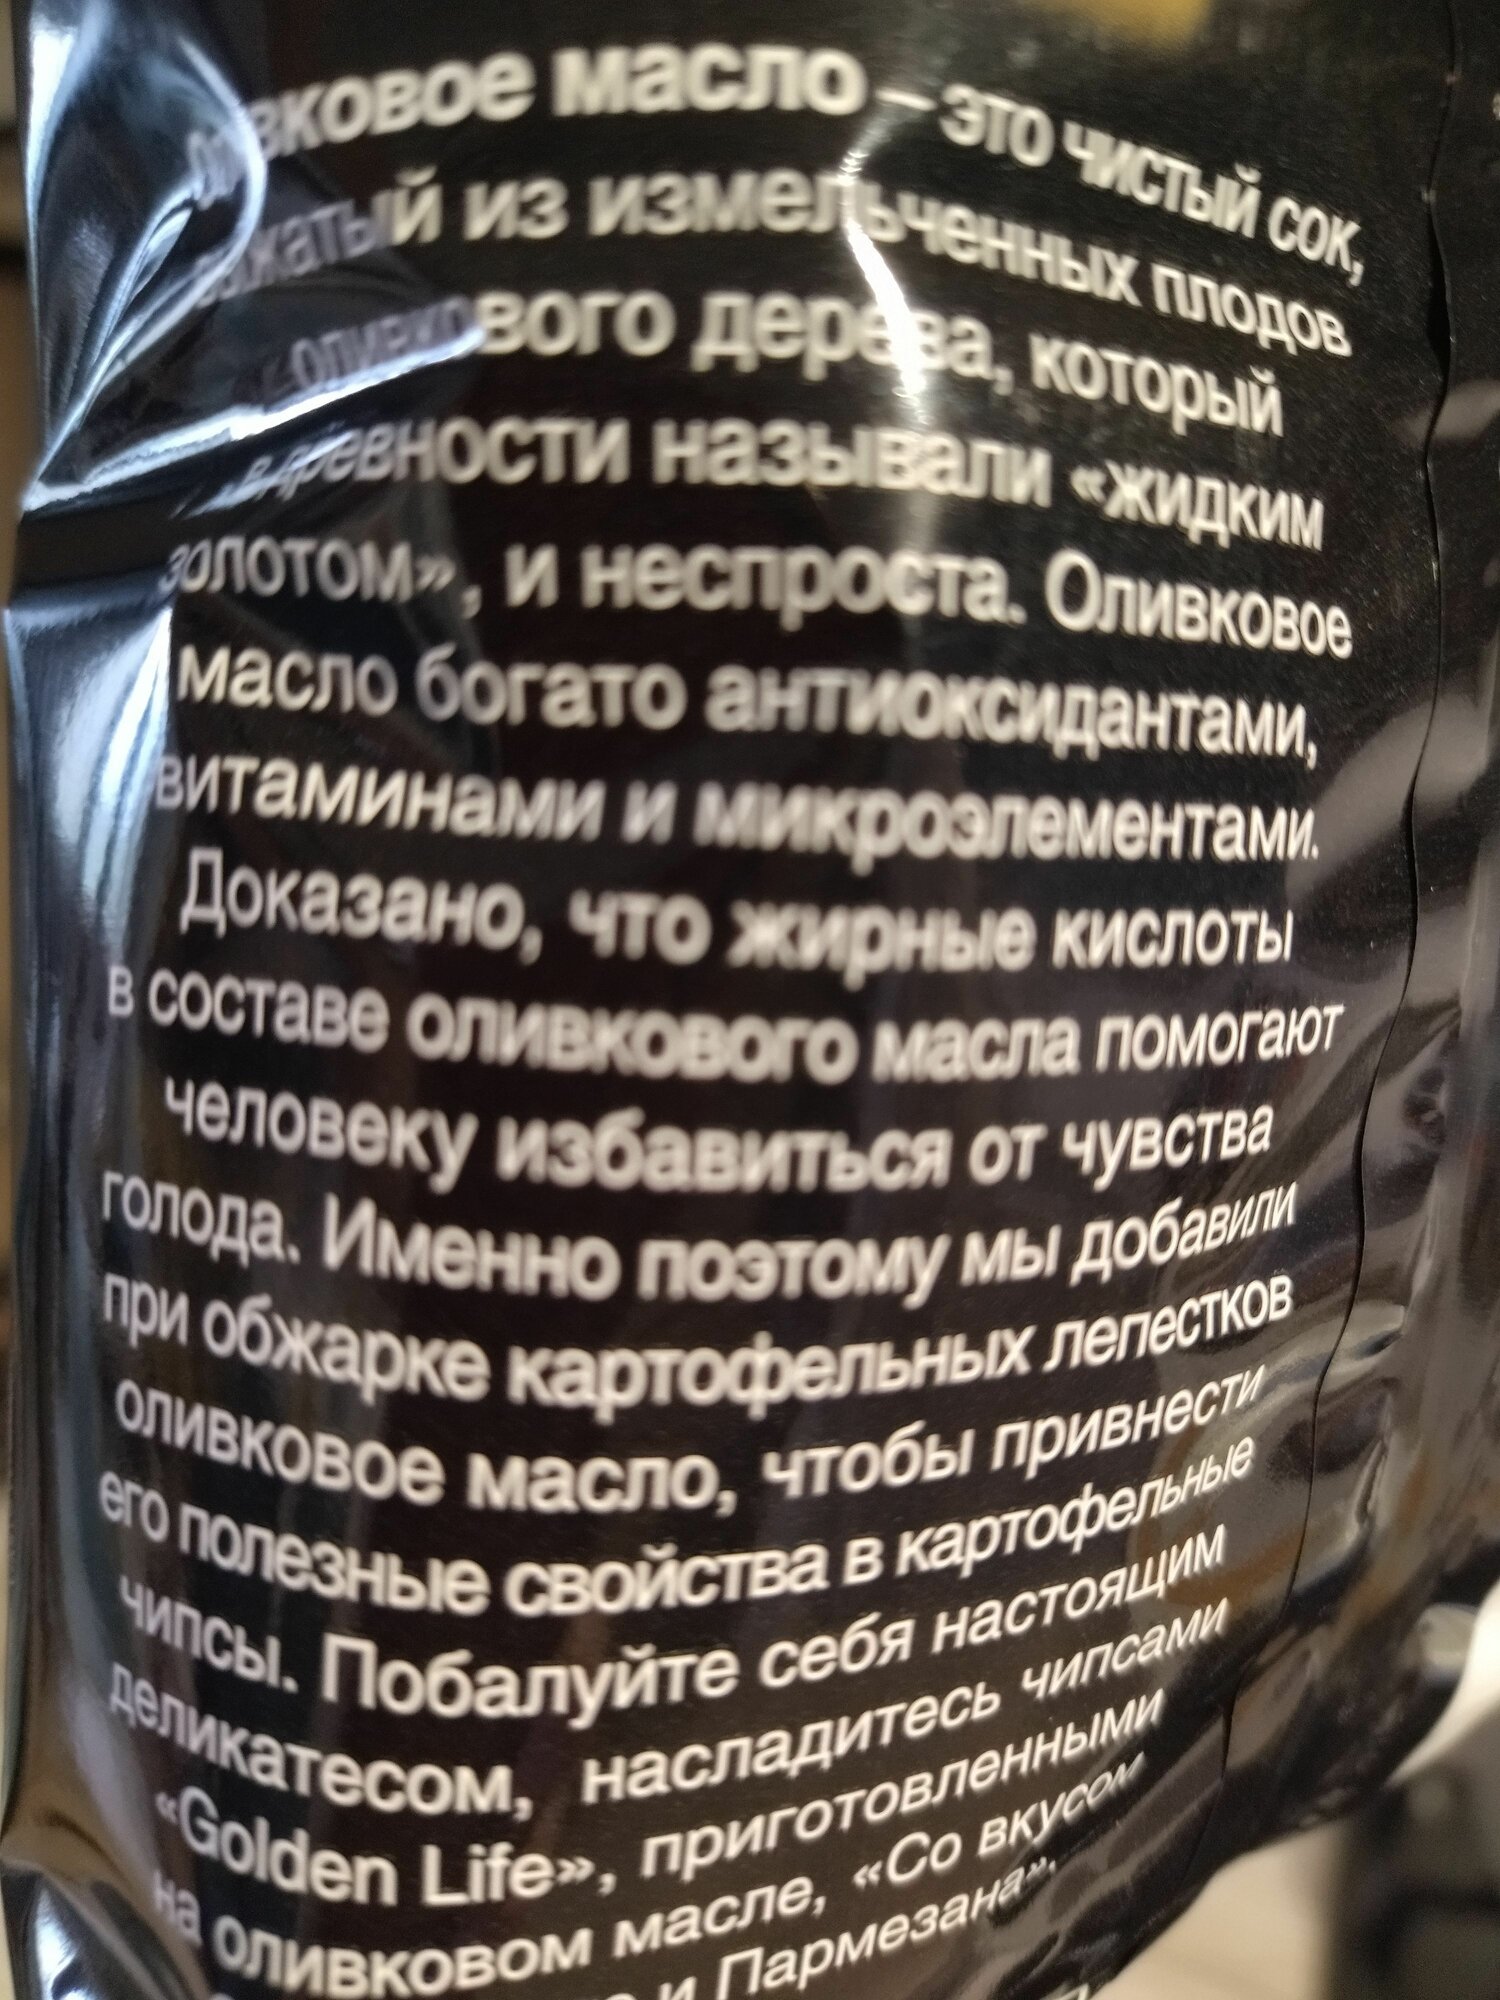 оливковое масло – это чистый сок,
из измельченных плодов
дерева, который
в древности называли «жидким
золотом», и неспроста. Оливковое
масло богато антиоксидантами,
витаминами и микроэлементами.
Доказано, что жирные кислоты
в составе оливкового масла помогают
человеку избавиться от чувства
голода. Именно поэтому мы добавили
при обжарке картофельных лепестков
оливковое масло, чтобы привнести
его полезные свойства в картофельные
чипсы. Побалуйте себя настоящим
деликатесом, насладитесь чипсами
«Golden Life», приготовленными
на оливковом масле, «Со вкусом
и Пармезана».